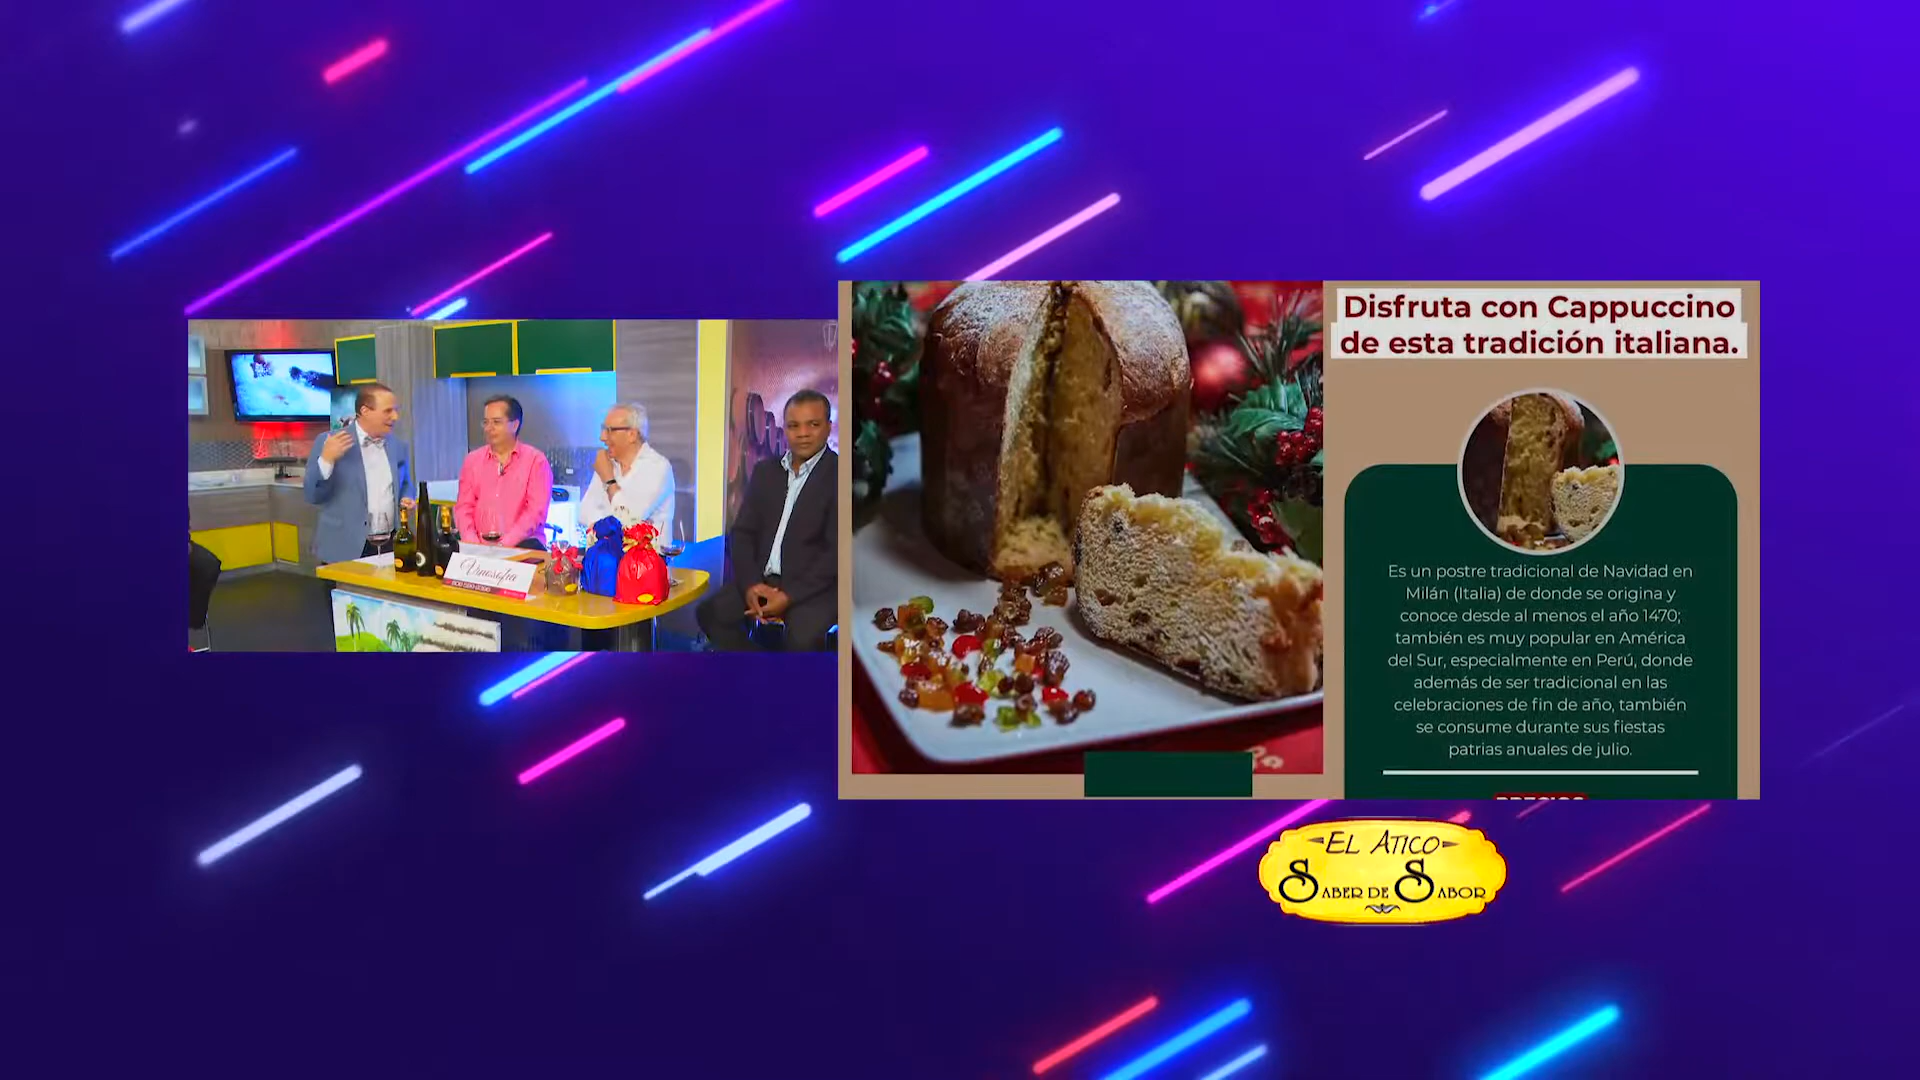 Disfruta con Cappuccino
de esta tradición italiana.
Es un postre tradicional de Navidad en
Milán (Italia) de donde se origina y
conoce desde al menos el año 1470;
también es muy popular en América
del Sur, especialmente en Perú, donde
además de ser tradicional en las
celebraciones de fin de año, también
se consume durante sus fiestas
patrias anuales de julio.
PRECIOS
Vinosofia
EL ATICO
SABER DE SABOR